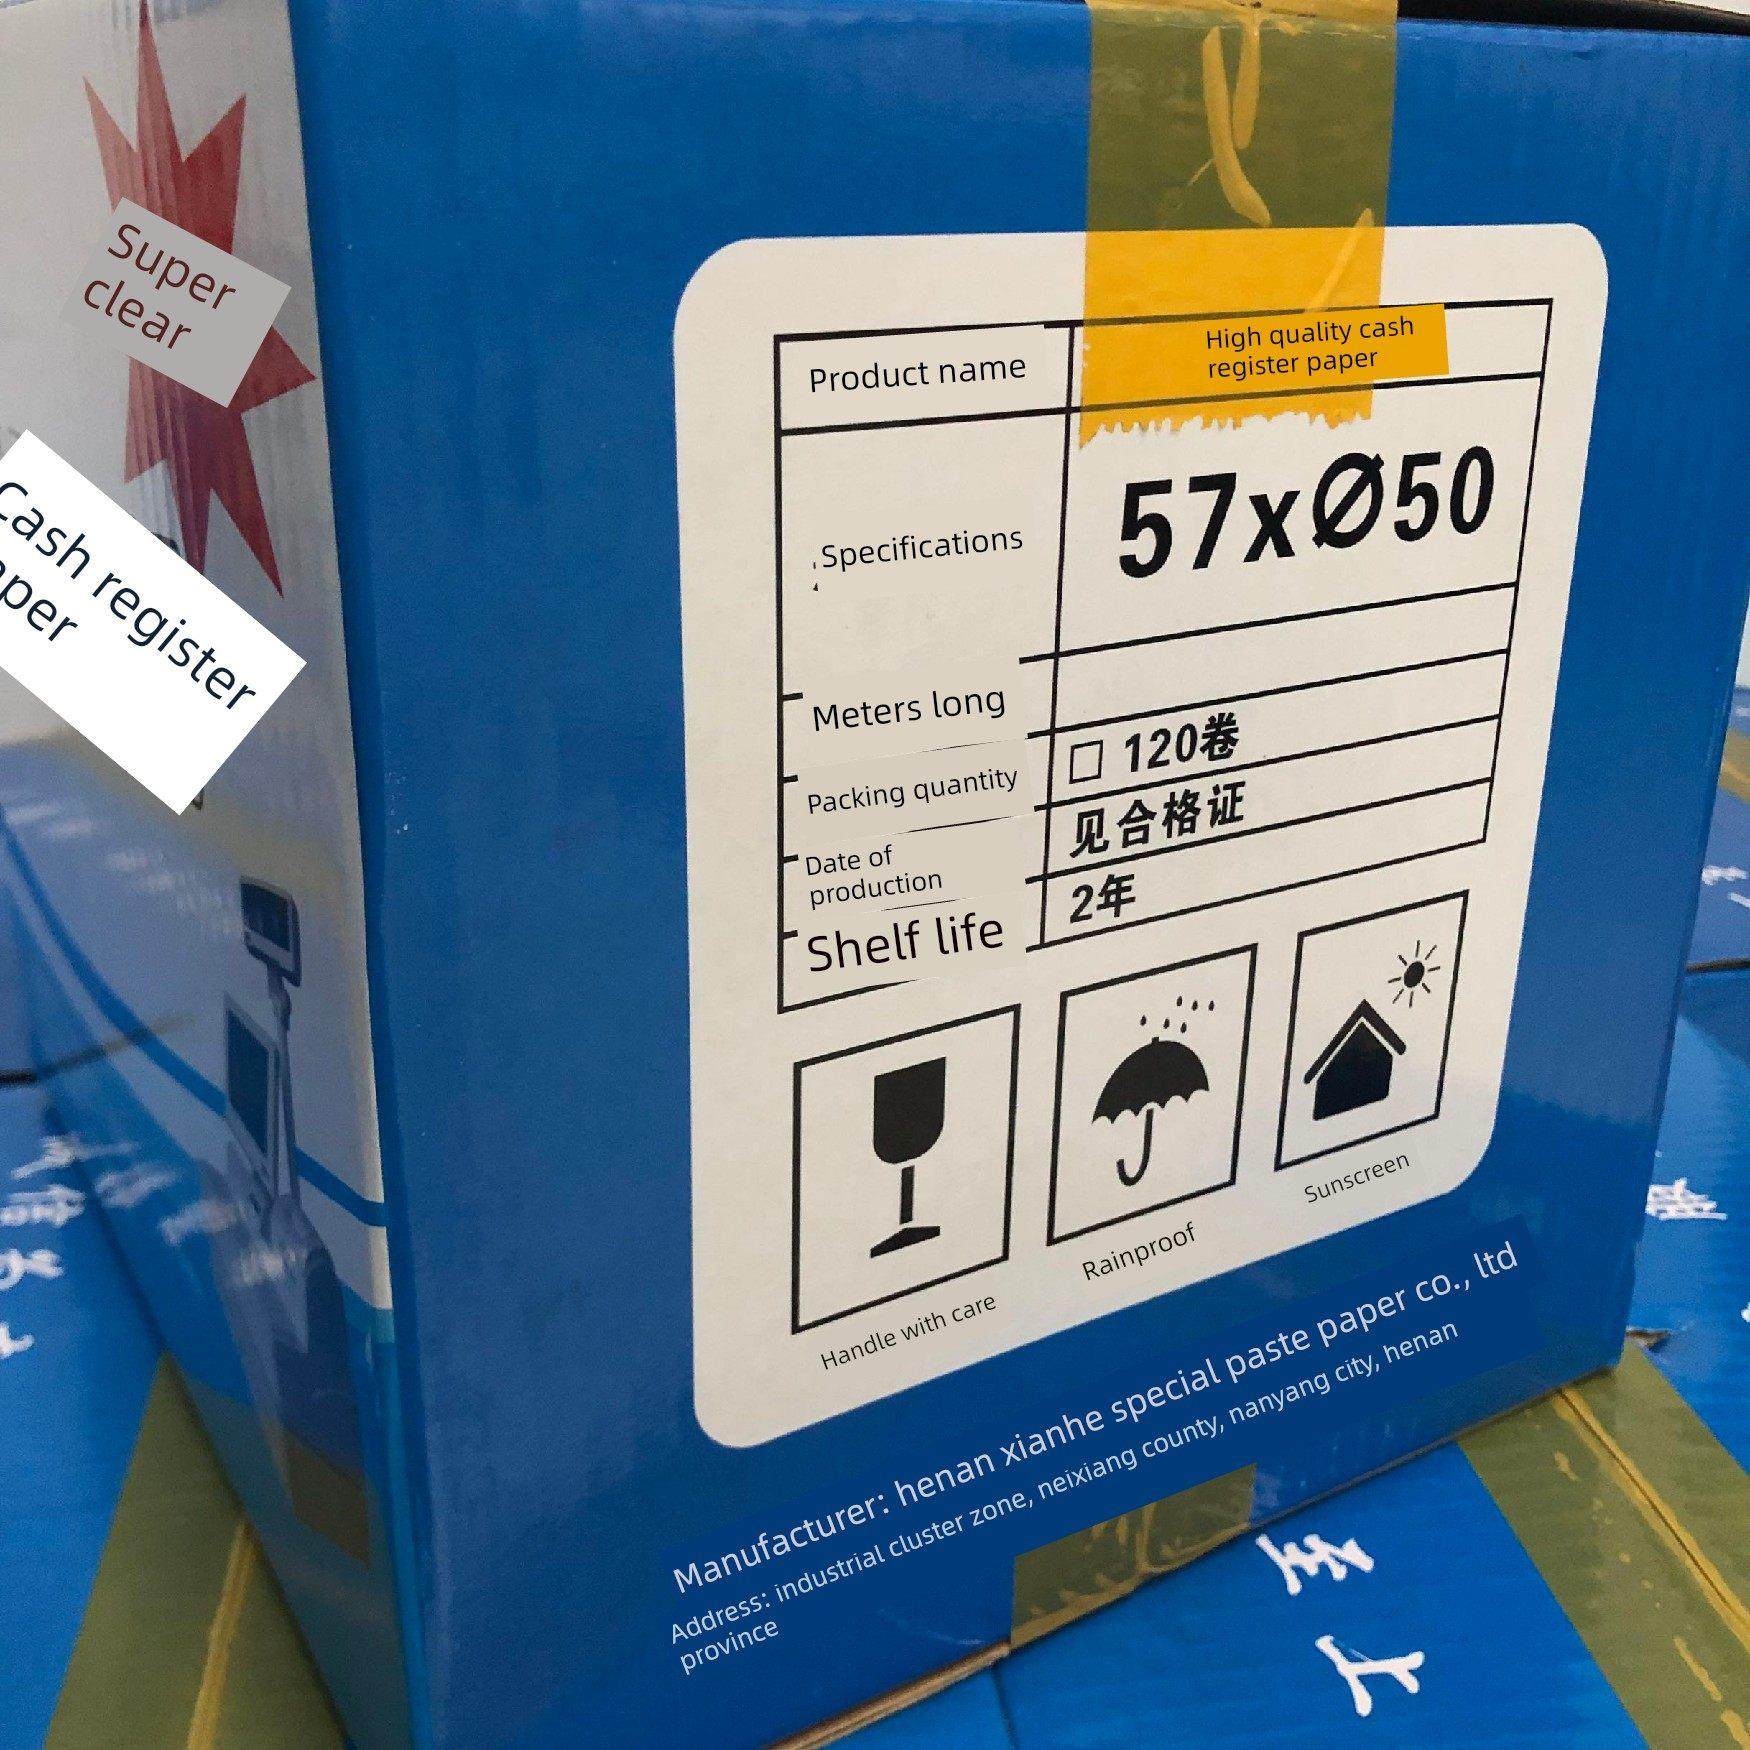 Super
clear
Cash register
per
Product name
High quality cash
register paper
Specifications
57xØ50
Meters long
Packing quantity
□ 120卷
Date of
production
见合格证
Shelf life
2年
Handle with care
Rainproof
Sunscreen
Manufacturer: henan xianhe special paste paper co., ltd
Address: industrial cluster zone, neixiang county, nanyang city, henan
province